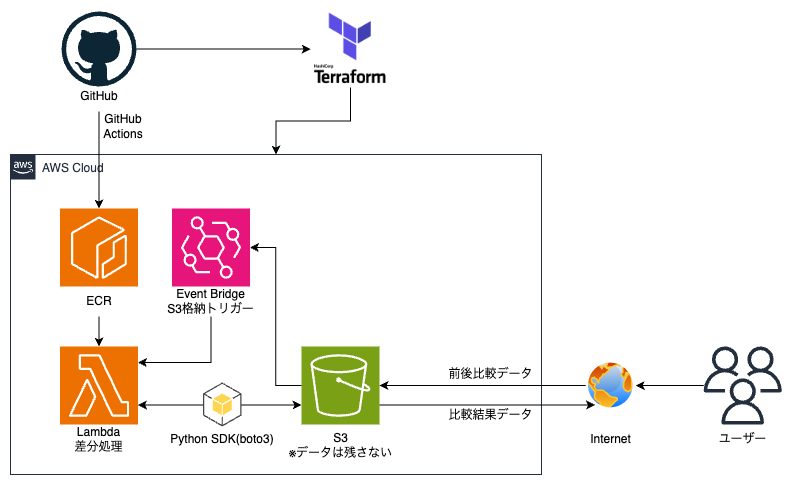 HashiCorp
Terraform
GitHub
GitHub
Actions
aws
AWS Cloud
ECR
Event Bridge
S3格納トリガー
前後比較データ
比較結果データ
Lambda
差分処理
Python SDK(boto3)
S3
※データは残さない
Internet
ユーザー